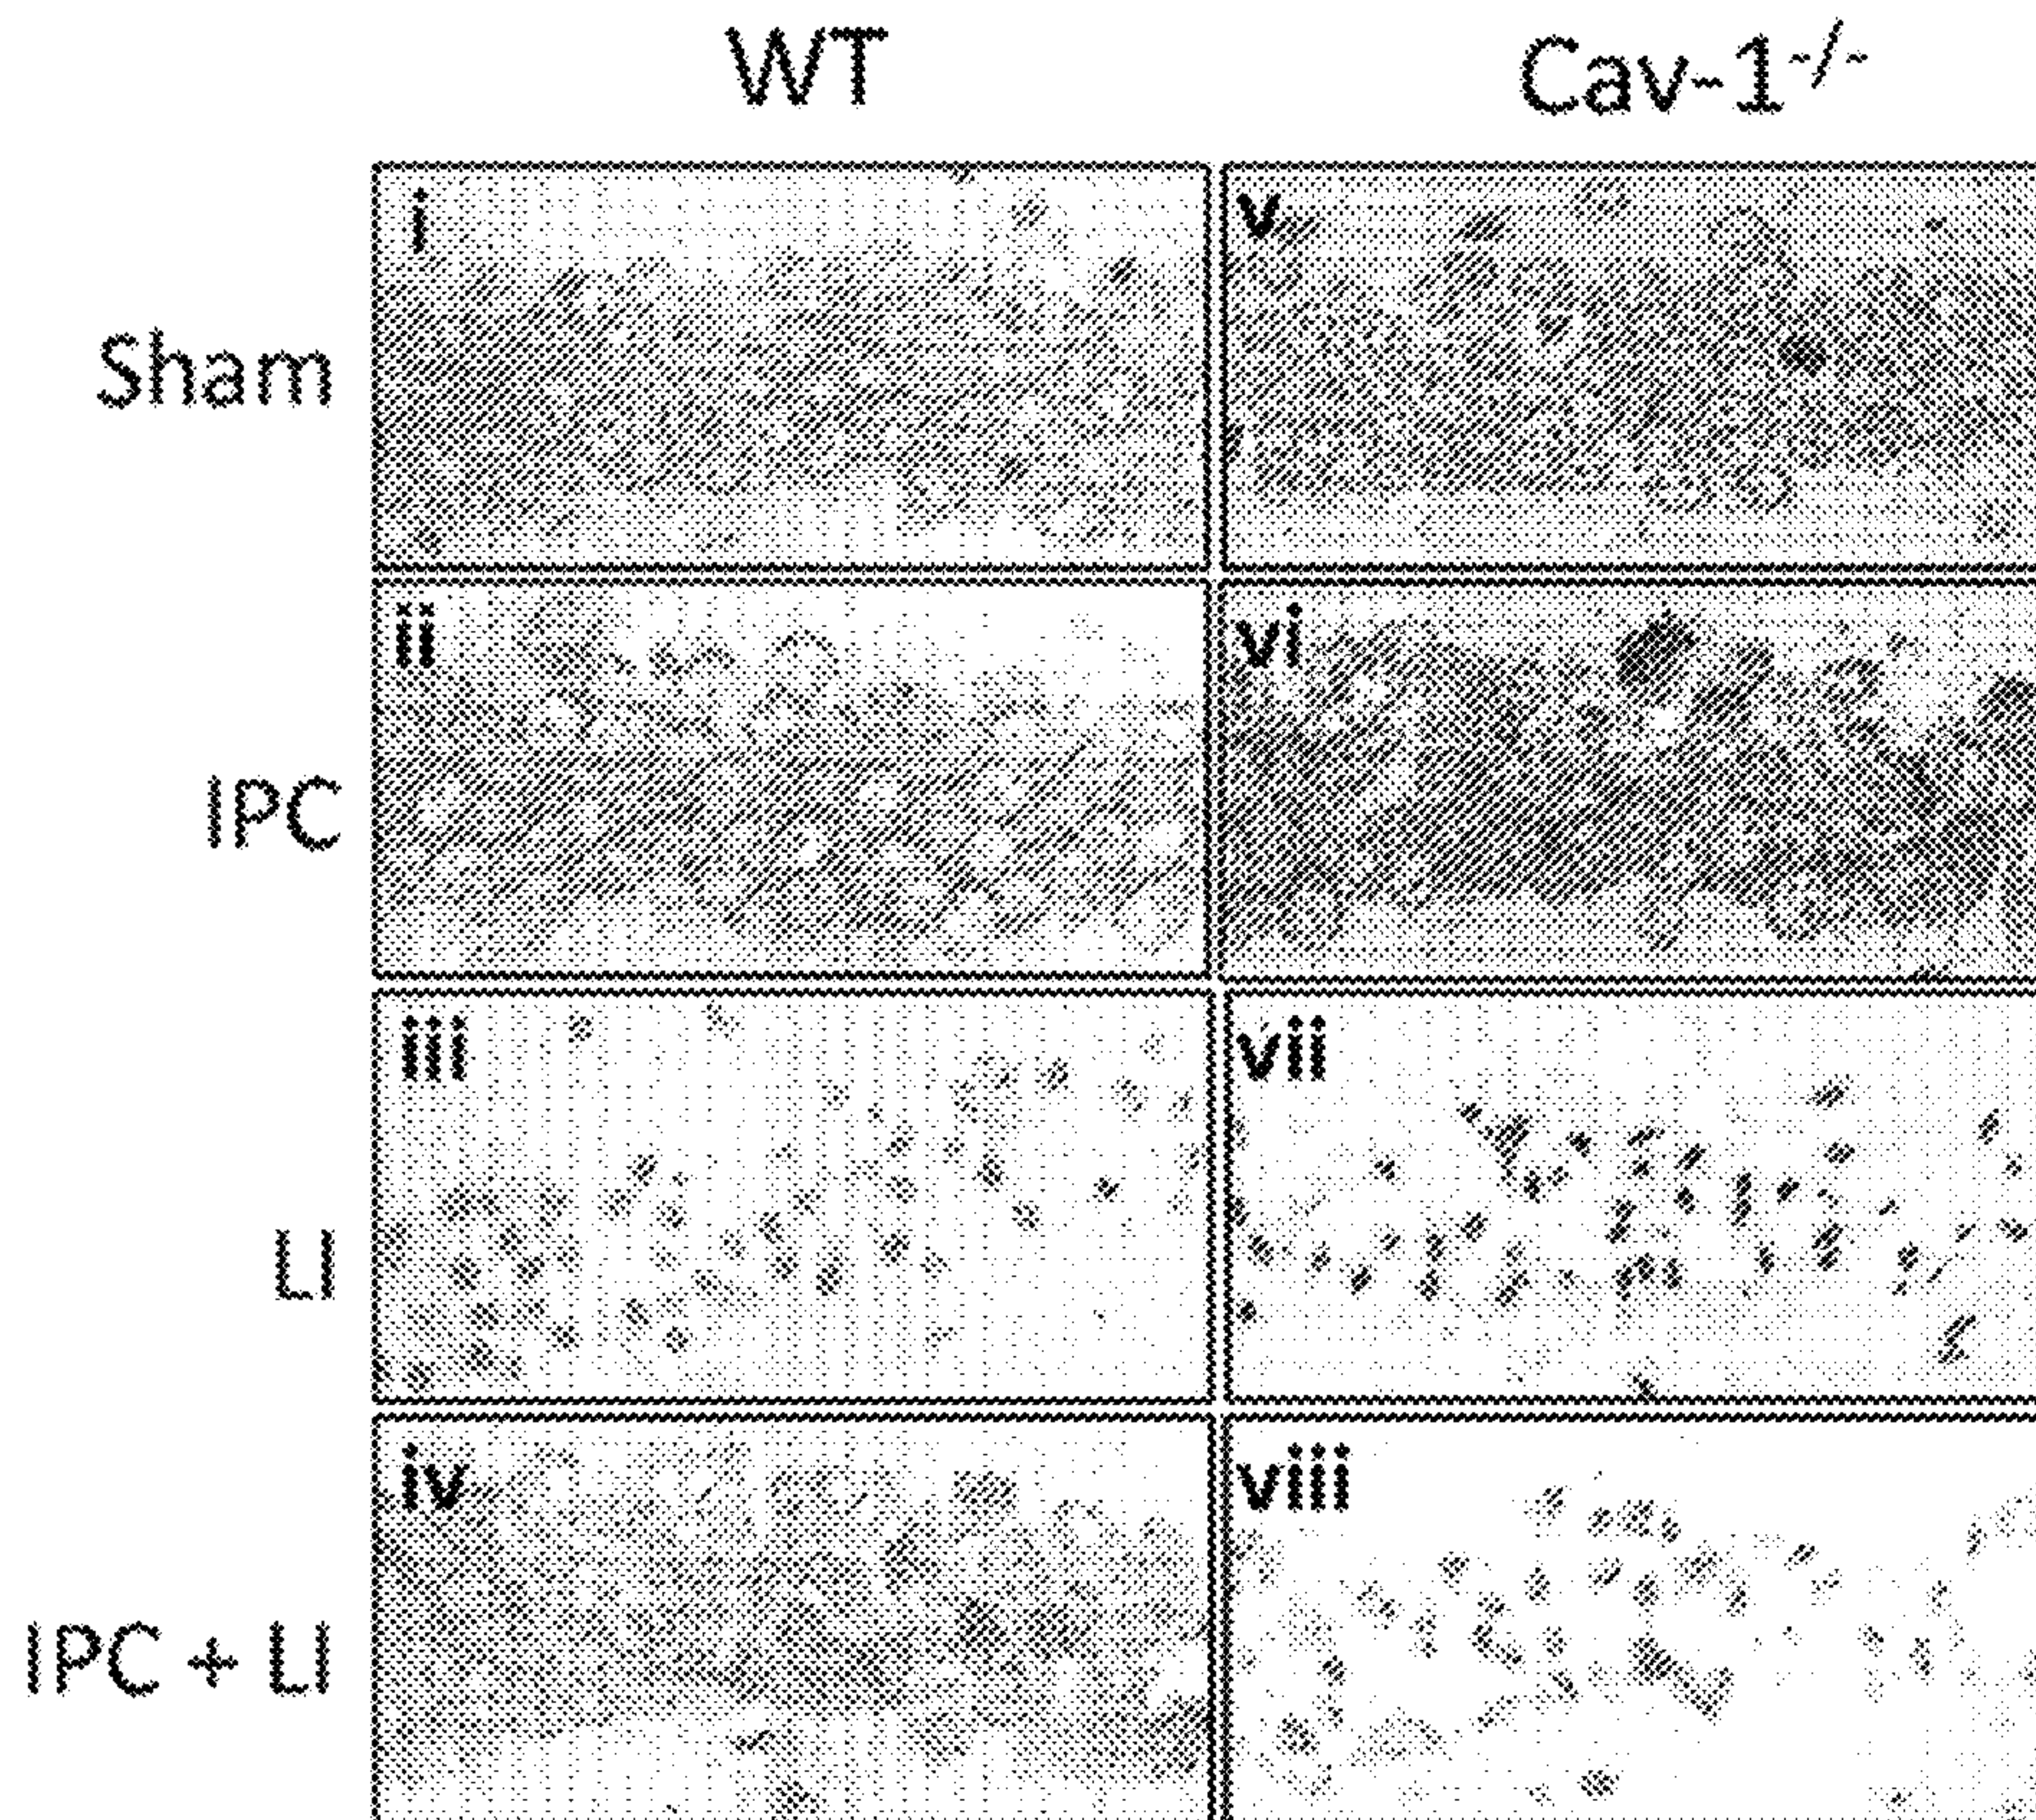 WT Cav-1-/-
i v
Sham
ii vi
IPC
iii vii
LI
iv viii
IPC + LI